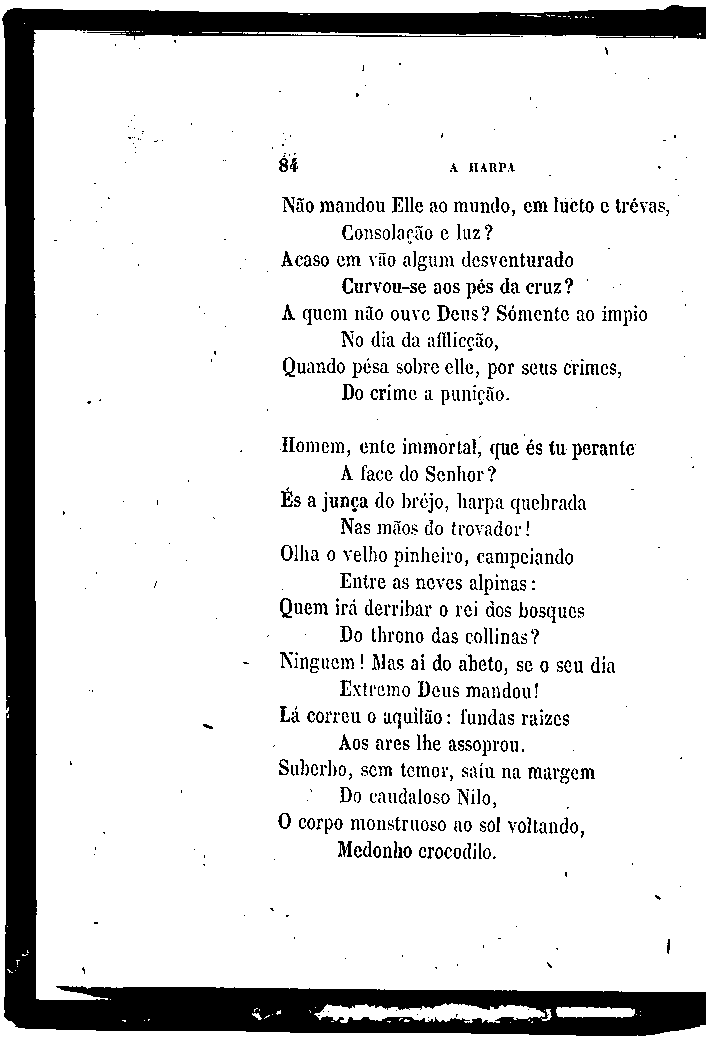 84 A HARPA
Não mandou Elle ao mundo, em lucto e trévas,
Consolação e luz?
Acaso em vão algum desventurado
Curvou-se aos pés da cruz?
A quem não ouve Deus? Sómente ao impio
No dia da afflicção,
Quando pésa sobre elle, por seus crimes,
Do crime a punição.
Homem, ente immortal, que és tu perante
A face do Senhor?
És a junça do bréjo, harpa quebrada
Nas mãos do trovador!
Olha o velho pinheiro, campeiando
Entre as neves alpinas:
Quem irá derribar o rei dos bosques
Do throno das collinas?
Ninguem! Mas ai do abeto, se o seu dia
Extremo Deus mandou!
Lá correu o aquilão: fundas raizes
Aos ares lhe assoprou.
Suberbo, sem temor, saíu na margem
Do caudaloso Nilo,
O corpo monstruoso ao sol voltando,
Medonho crocodilo.